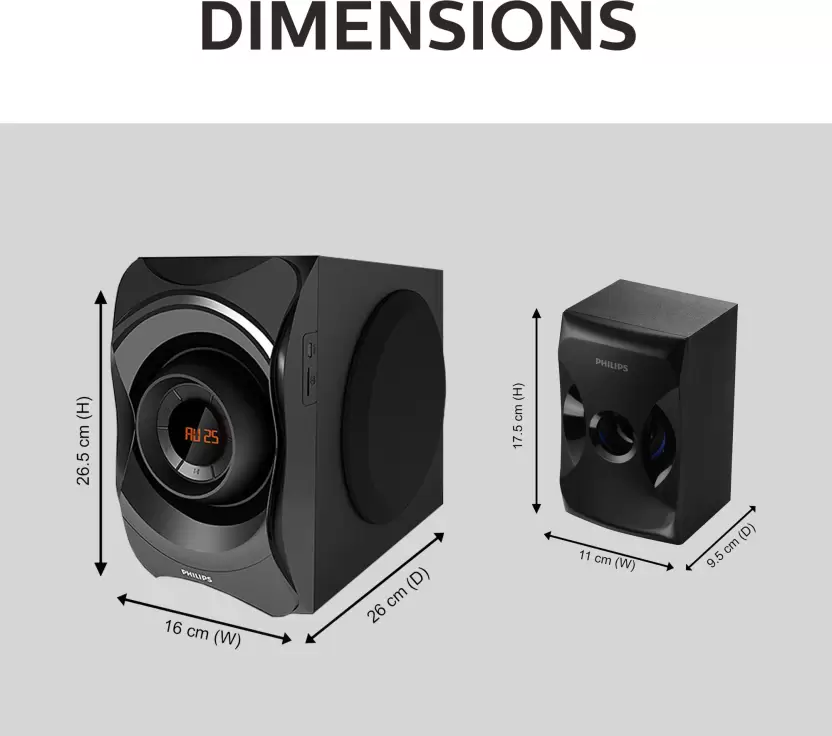 DIMENSIONS
26.5 cm (H)
AU 25
PHILIPS
16 cm (W)
26 cm (D)
17.5 cm (H)
PHILIPS
11 cm (W)
9.5 cm (D)